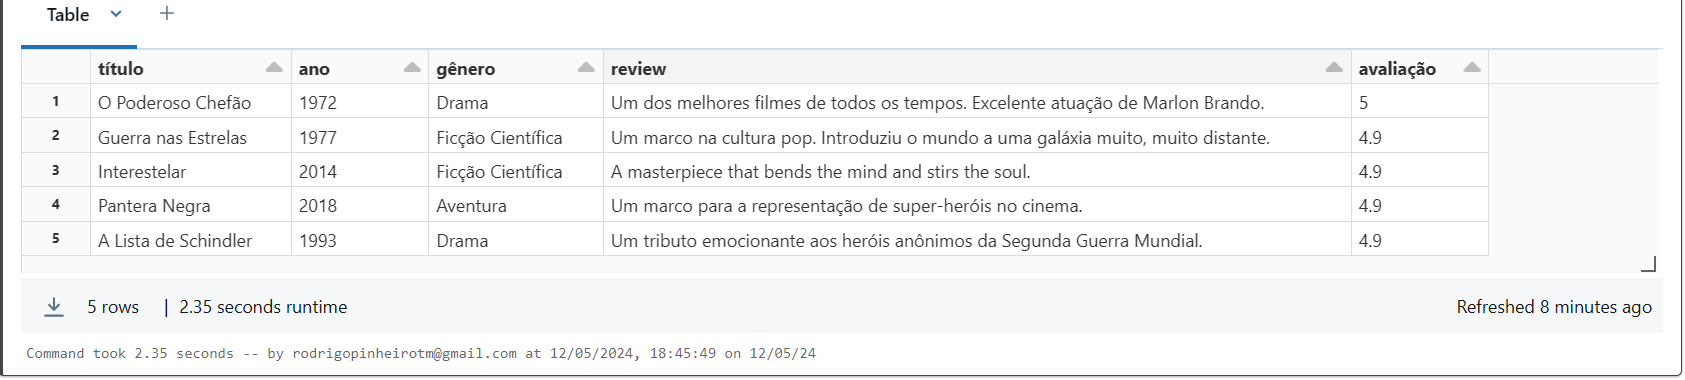 Table
título ano gênero review avaliação
1 O Poderoso Chefão 1972 Drama Um dos melhores filmes de todos os tempos. Excelente atuação de Marlon Brando. 5
2 Guerra nas Estrelas 1977 Ficção Científica Um marco na cultura pop. Introduziu o mundo a uma galáxia muito, muito distante. 4.9
3 Interestelar 2014 Ficção Científica A masterpiece that bends the mind and stirs the soul. 4.9
4 Pantera Negra 2018 Aventura Um marco para a representação de super-heróis no cinema. 4.9
5 A Lista de Schindler 1993 Drama Um tributo emocionante aos heróis anônimos da Segunda Guerra Mundial. 4.9
5 rows | 2.35 seconds runtime Refreshed 8 minutes ago
Command took 2.35 seconds -- by rodrigopinheirotm@gmail.com at 12/05/2024, 18:45:49 on 12/05/24